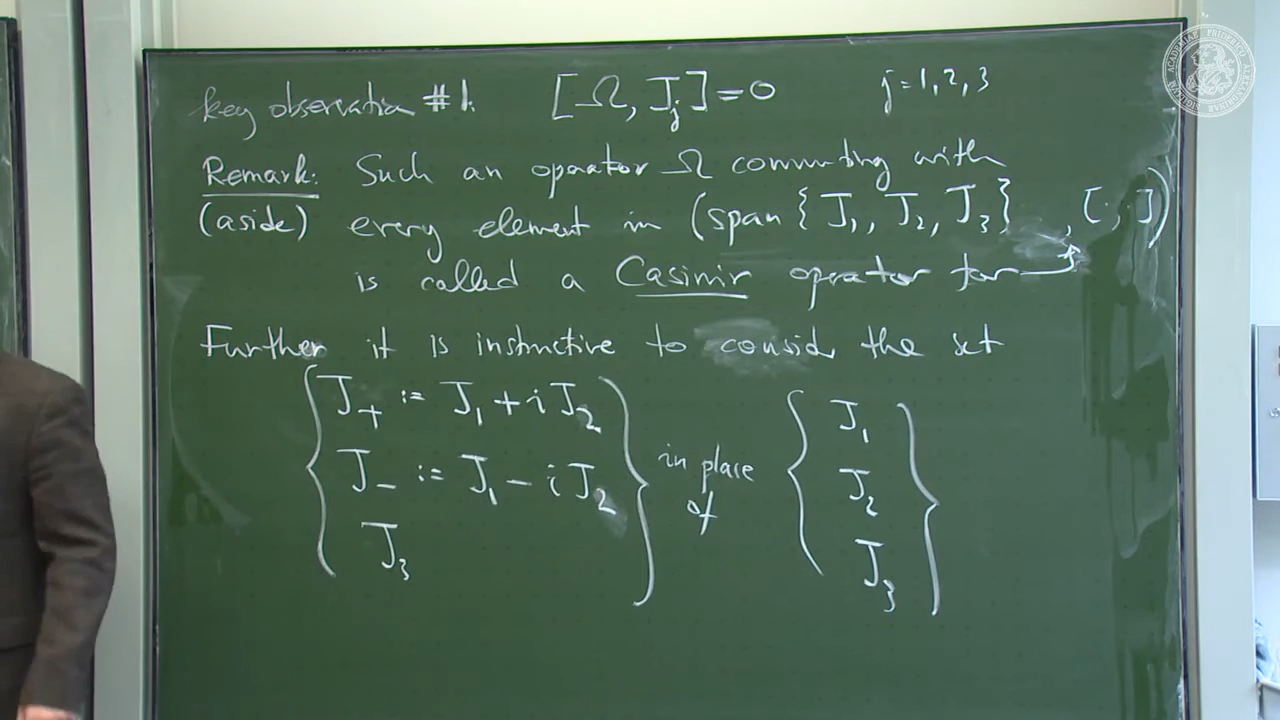 key observation #1. [Ω, J_j] = 0 j = 1, 2, 3
Remark: Such an operator Ω commuting with
(aside) every element in (span { J_1, J_2, J_3 } , [·,·])
is called a Casimir operator for
Further it is instructive to consider the set
J_+ := J_1 + i J_2
J_- := J_1 - i J_2
J_3
in place
of
J_1
J_2
J_3